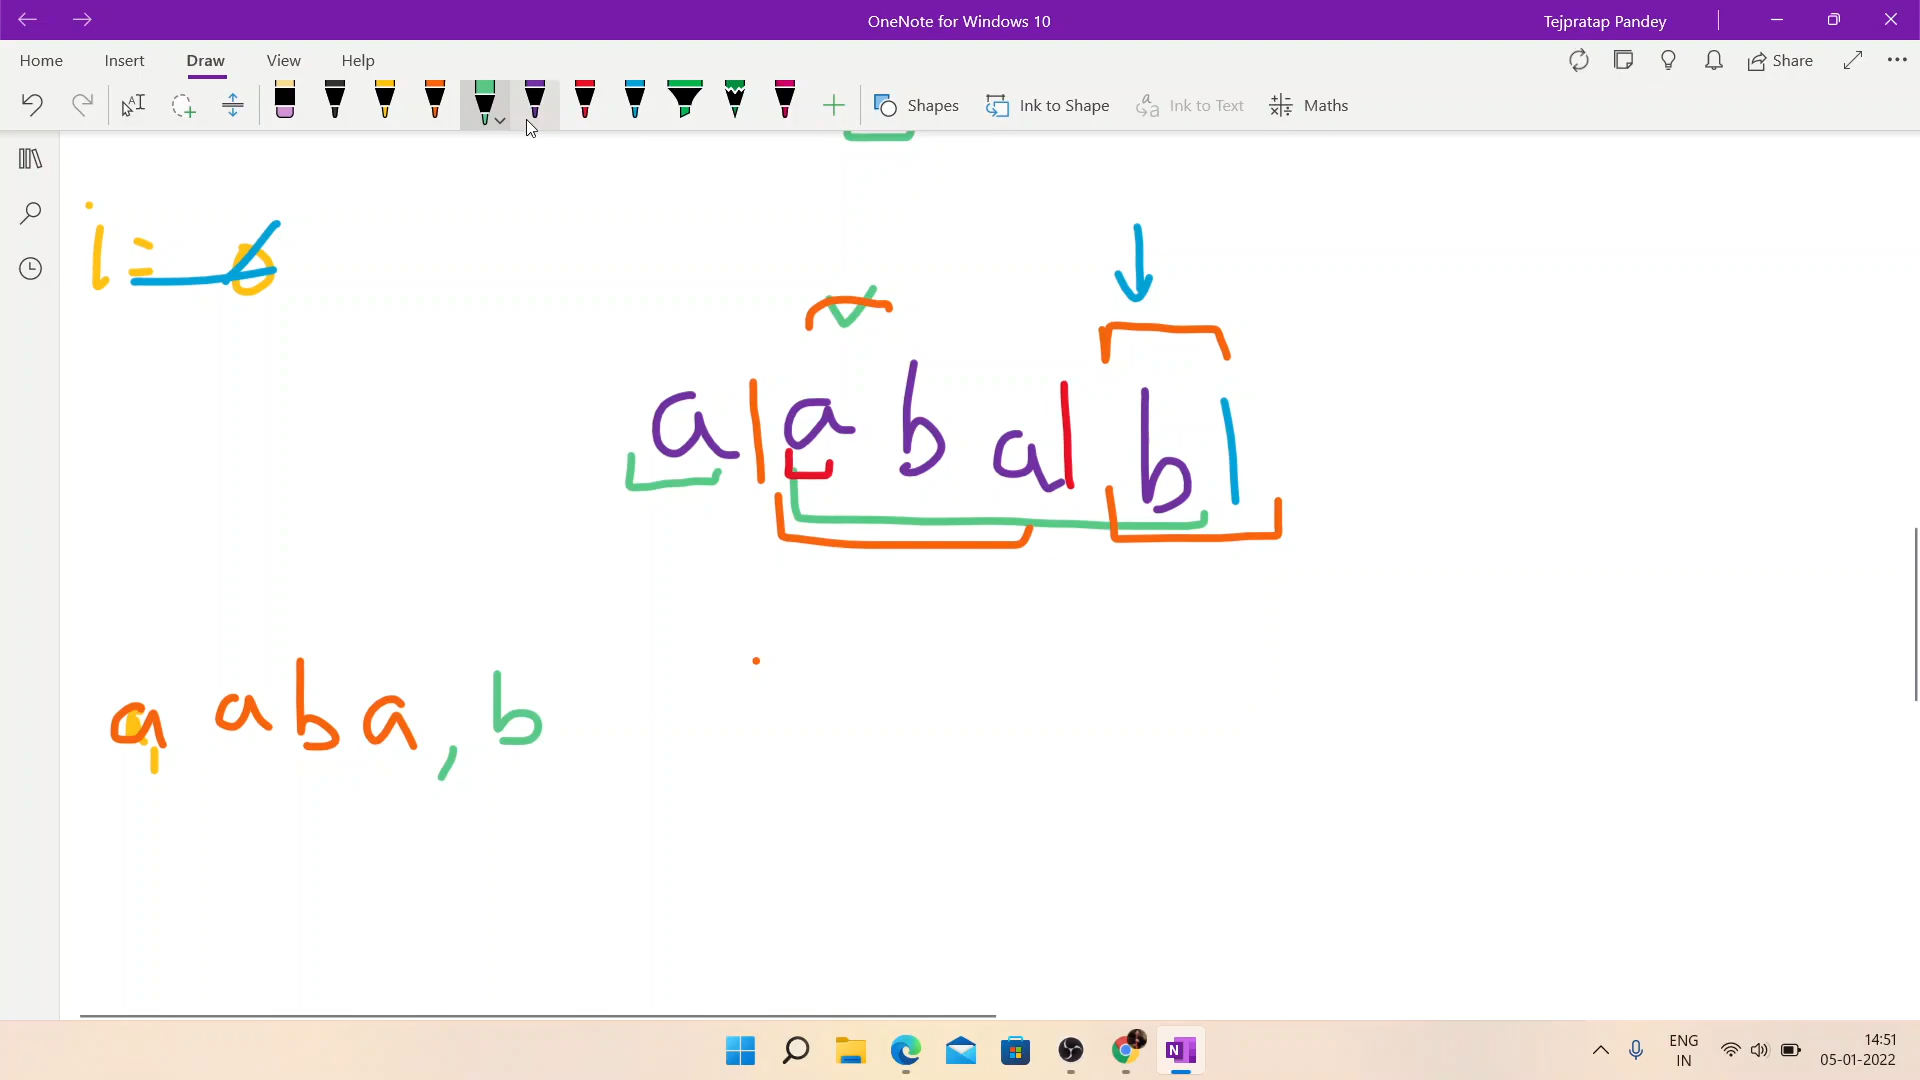 OneNote for Windows 10
Tejpratap Pandey
Home Insert Draw View Help
Share
Shapes Ink to Shape Ink to Text Maths
i = 0
a | a b a | b |
a, a b a , b
ENG 14:51
IN 05-01-2022